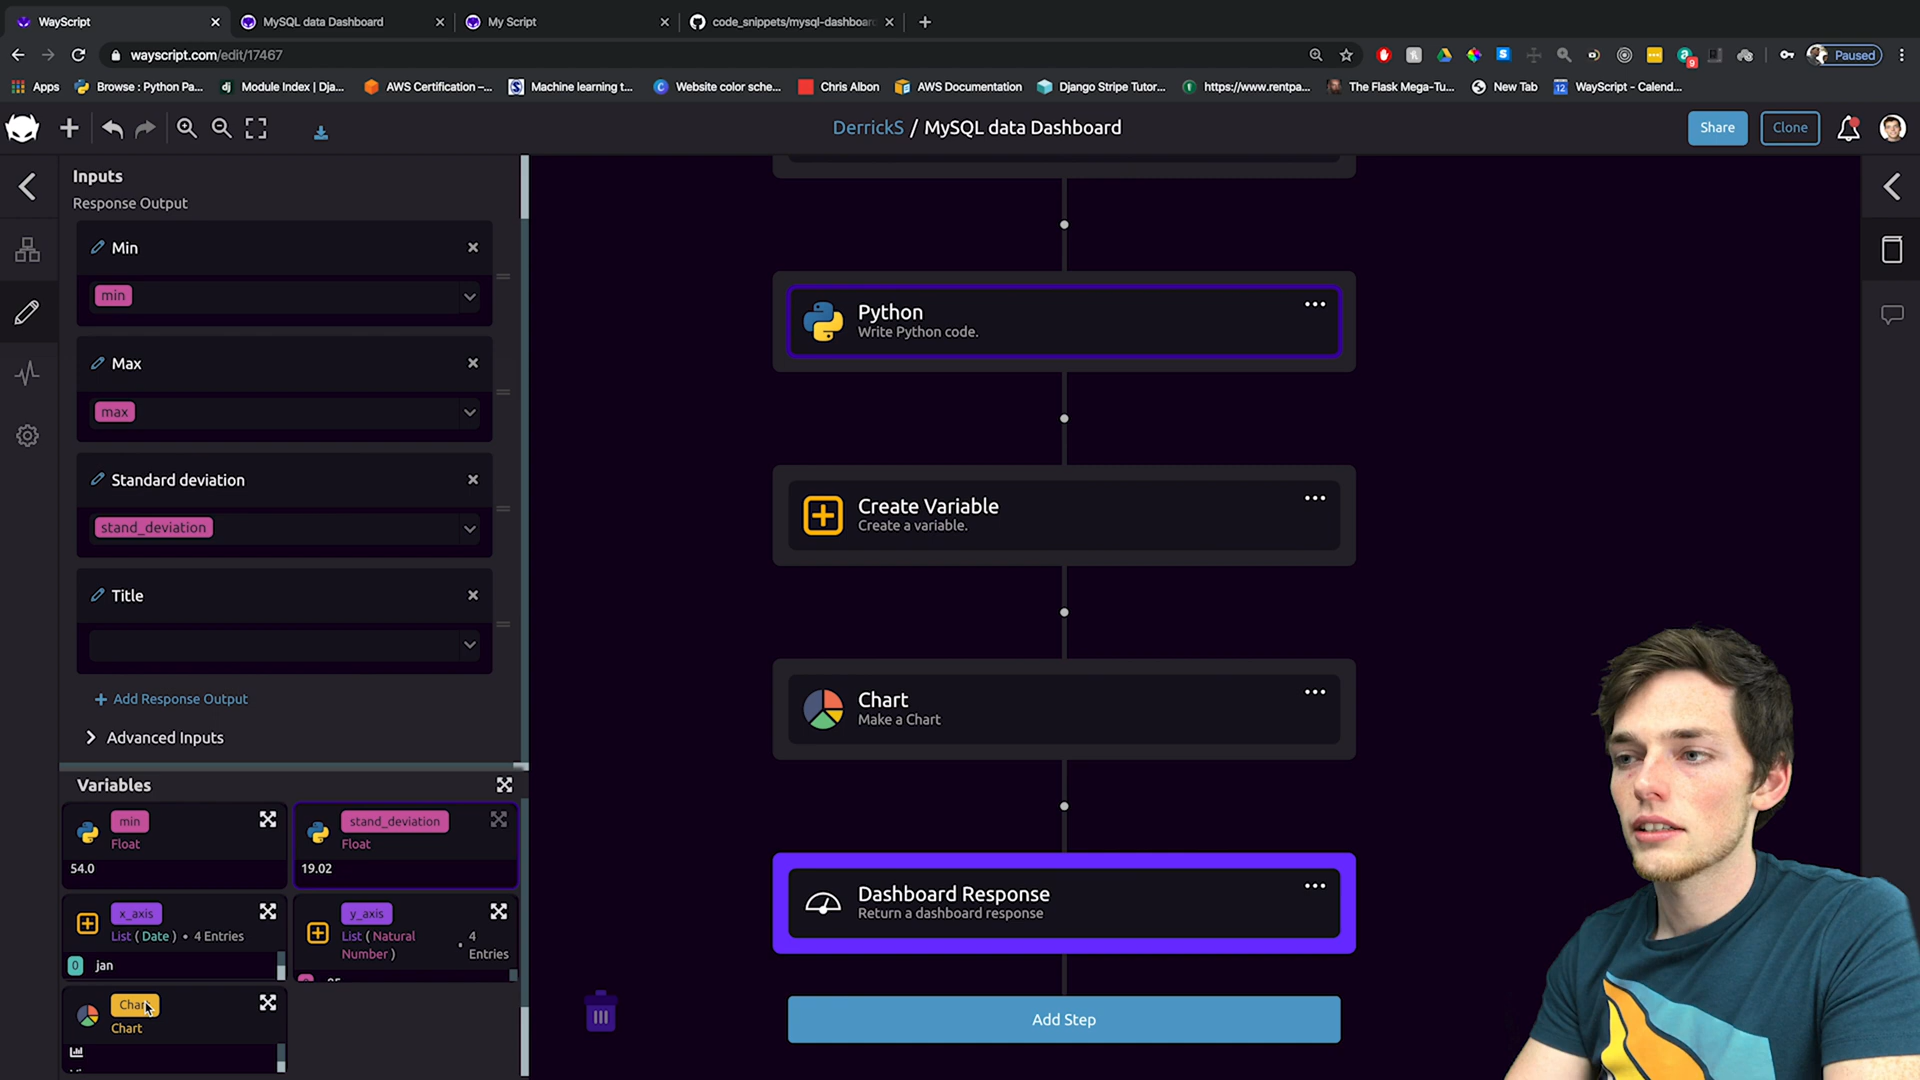 WayScript
MySQL data Dashboard
My Script
code_snippets/mysql-dashboar
wayscript.com/edit/17467
9
Paused
Apps
Browse : Python Pa...
Module Index | Dja...
AWS Certification –...
Machine learning t...
Website color sche...
Chris Albon
AWS Documentation
Django Stripe Tutor...
https://www.rentpa...
The Flask Mega-Tu...
New Tab
12
WayScript - Calend...
DerrickS / MySQL data Dashboard
Share
Clone
Inputs
Response Output
Min
min
Max
max
Standard deviation
stand_deviation
Title
+ Add Response Output
Advanced Inputs
Variables
min
Float
54.0
stand_deviation
Float
19.02
x_axis
List ( Date ) • 4 Entries
0 jan
y_axis
List ( Natural Number ) • 4 Entries
Chart
Python
Write Python code.
Create Variable
Create a variable.
Chart
Make a Chart
Dashboard Response
Return a dashboard response
Add Step